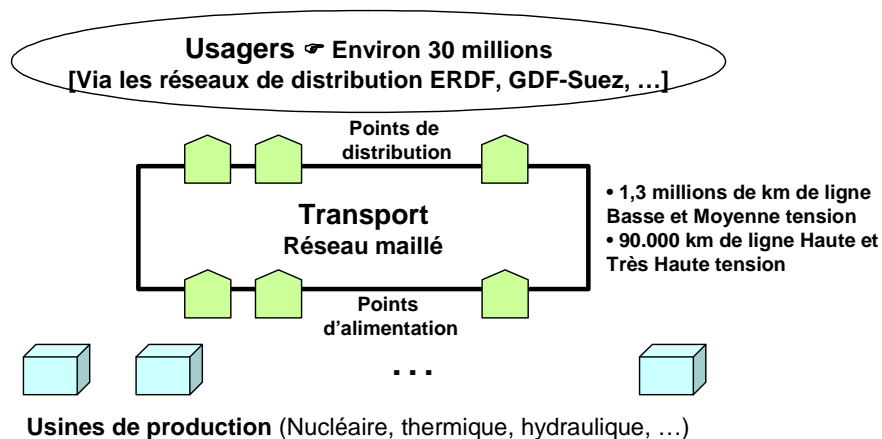 Usagers ☞ Environ 30 millions
[Via les réseaux de distribution ERDF, GDF-Suez, …]
Points de
distribution
Transport
Réseau maillé
• 1,3 millions de km de ligne
Basse et Moyenne tension
• 90.000 km de ligne Haute et
Très Haute tension
Points
d’alimentation
...
Usines de production (Nucléaire, thermique, hydraulique, …)